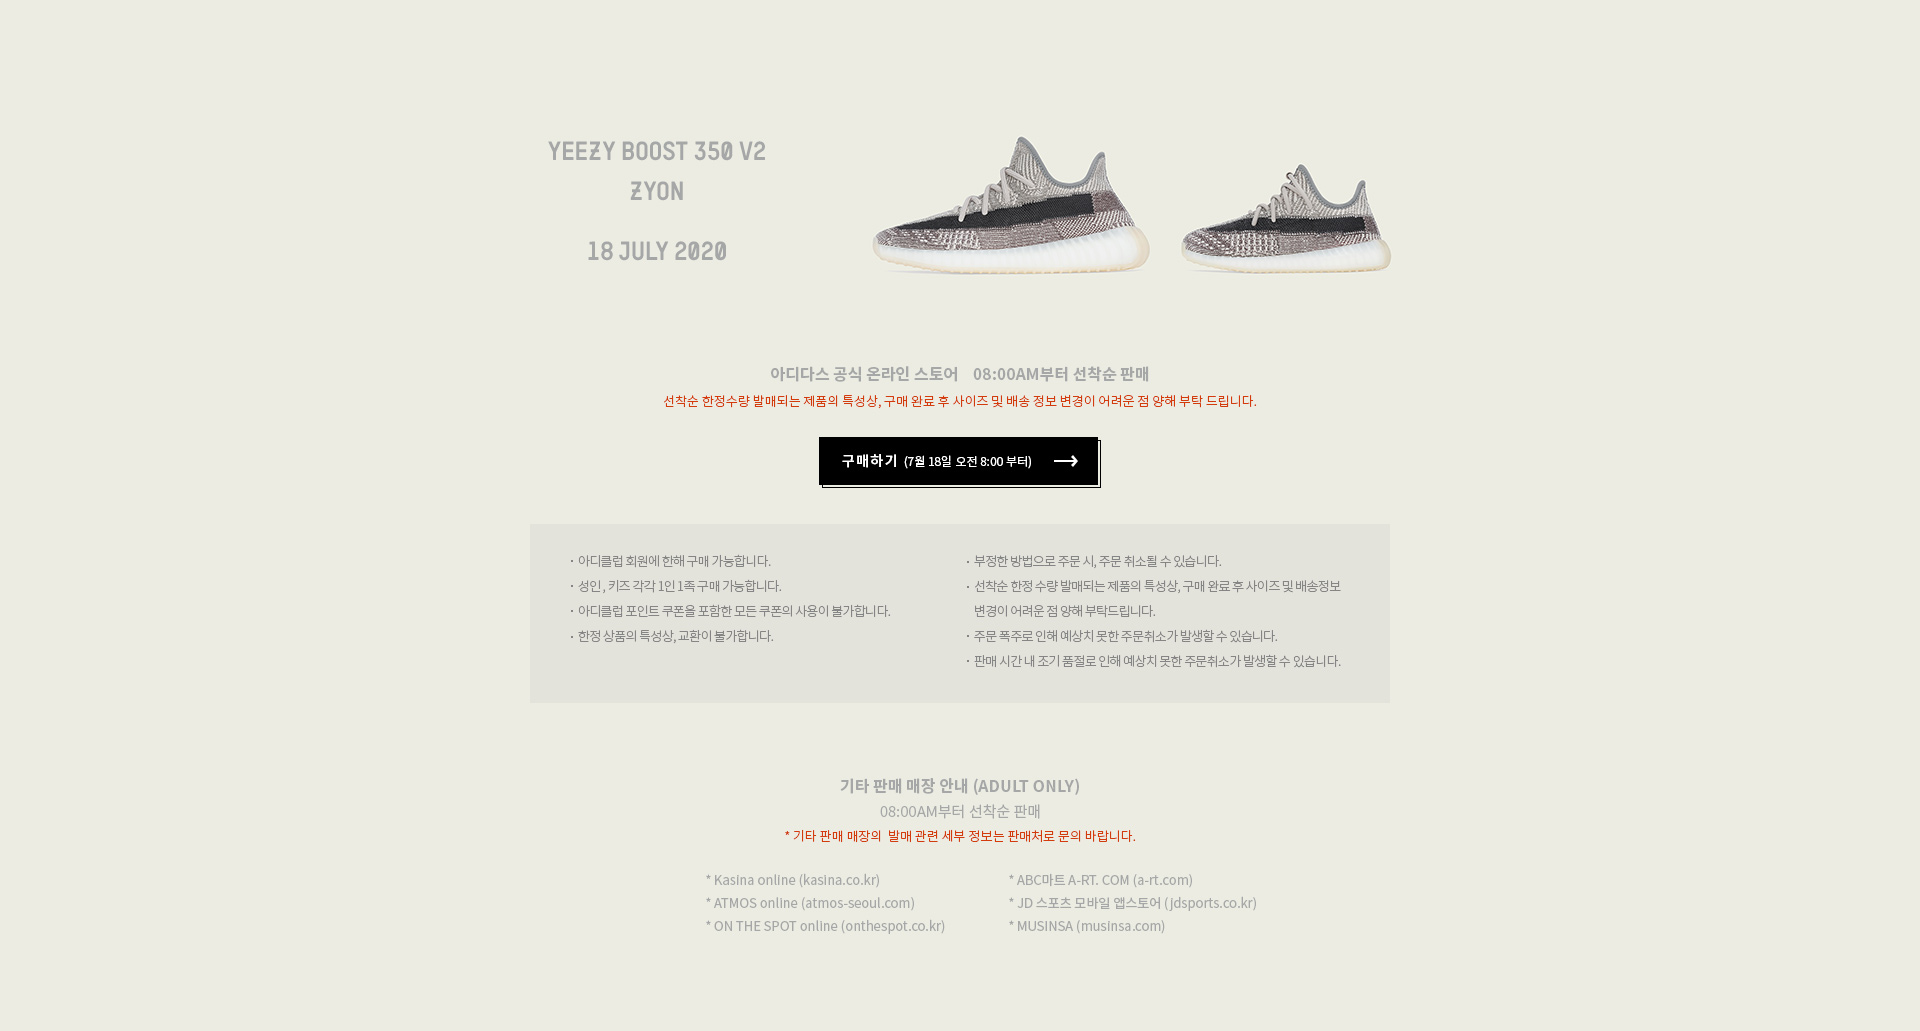 YEEZY BOOST 350 V2
ZYON
18 JULY 2020
아디다스 공식 온라인 스토어 08:00AM부터 선착순 판매
선착순 한정수량 발매되는 제품의 특성상, 구매 완료 후 사이즈 및 배송 정보 변경이 어려운 점 양해 부탁 드립니다.
구매하기 (7월 18일 오전 8:00 부터)
· 아디클럽 회원에 한해 구매 가능합니다.
· 성인, 키즈 각각 1인 1족 구매 가능합니다.
· 아디클럽 포인트 쿠폰을 포함한 모든 쿠폰의 사용이 불가합니다.
· 한정 상품의 특성상, 교환이 불가합니다.
· 부정한 방법으로 주문 시, 주문 취소될 수 있습니다.
· 선착순 한정 수량 발매되는 제품의 특성상, 구매 완료 후 사이즈 및 배송정보
변경이 어려운 점 양해 부탁드립니다.
· 주문 폭주로 인해 예상치 못한 주문취소가 발생할 수 있습니다.
· 판매 시간 내 조기 품절로 인해 예상치 못한 주문취소가 발생할 수 있습니다.
기타 판매 매장 안내 (ADULT ONLY)
08:00AM부터 선착순 판매
* 기타 판매 매장의 발매 관련 세부 정보는 판매처로 문의 바랍니다.
* Kasina online (kasina.co.kr)
* ATMOS online (atmos-seoul.com)
* ON THE SPOT online (onthespot.co.kr)
* ABC마트 A-RT. COM (a-rt.com)
* JD 스포츠 모바일 앱스토어 (jdsports.co.kr)
* MUSINSA (musinsa.com)